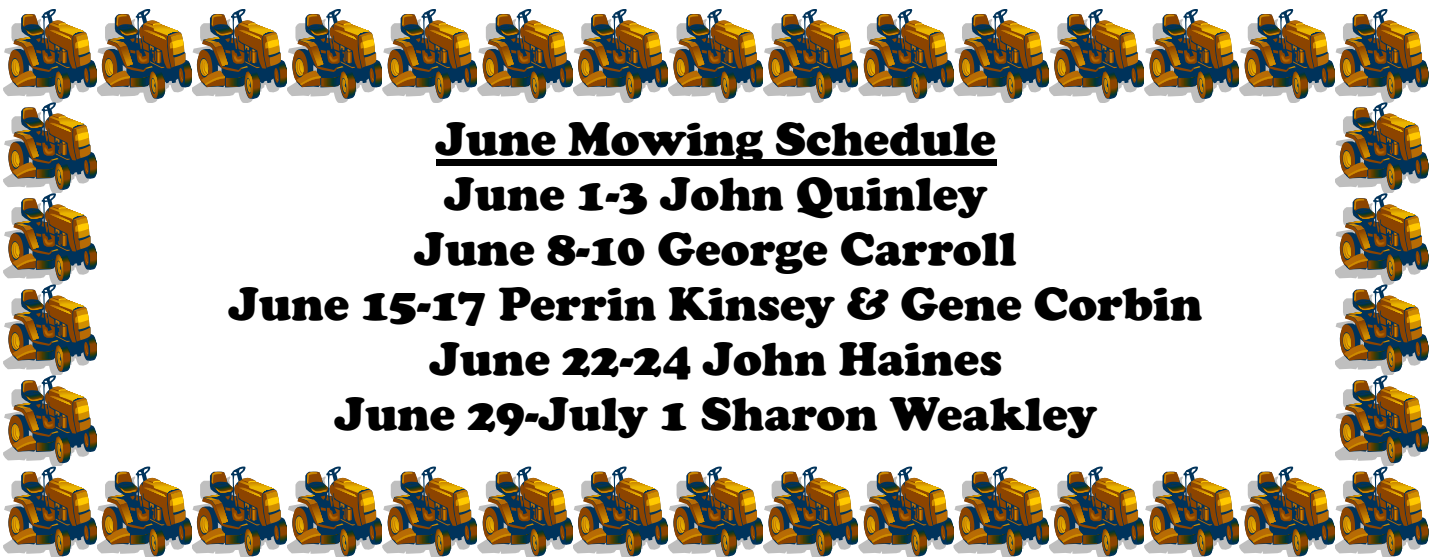 June Mowing Schedule
June 1-3 John Quinley
June 8-10 George Carroll
June 15-17 Perrin Kinsey & Gene Corbin
June 22-24 John Haines
June 29-July 1 Sharon Weakley